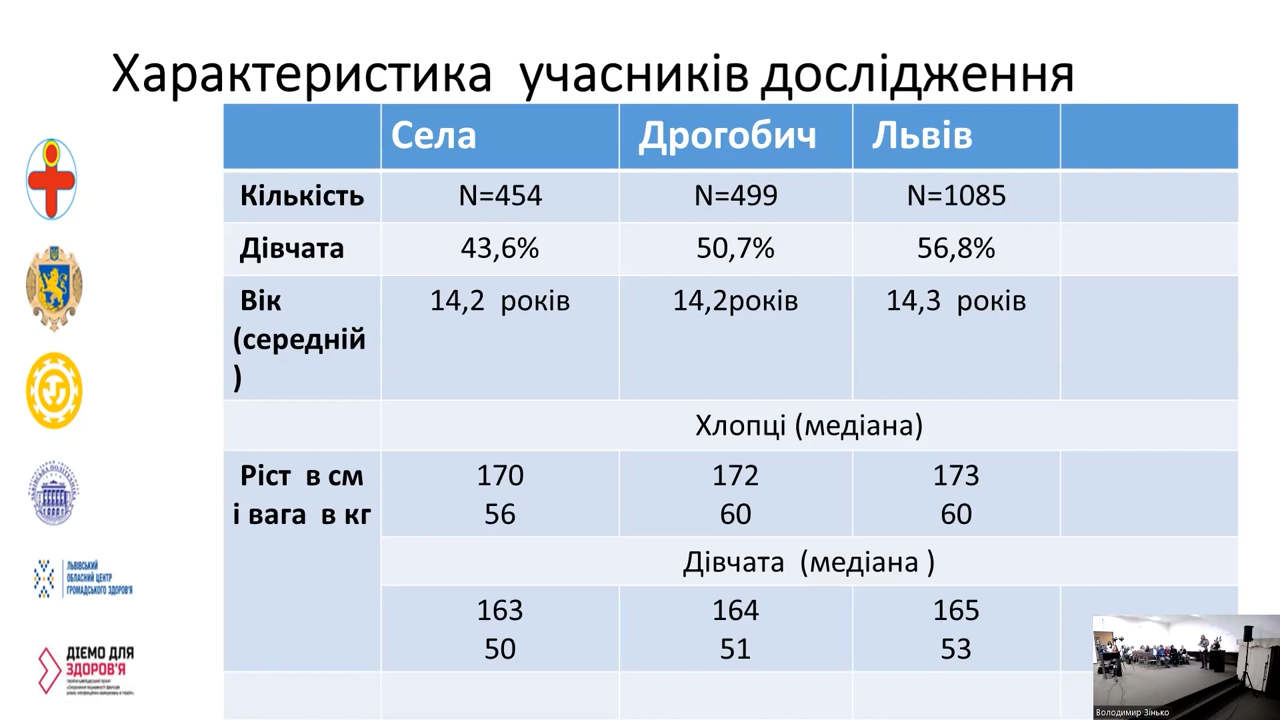 Характеристика учасників дослідження
Села Дрогобич Львів
Кількість N=454 N=499 N=1085
Дівчата 43,6% 50,7% 56,8%
Вік 14,2 років 14,2років 14,3 років
(середній
)
Хлопці (медіана)
Ріст в см 170 172 173
і вага в кг 56 60 60
Дівчата (медіана )
163 164 165
50 51 53
ЛЬВІВСЬКИЙ
ОБЛАСНИЙ ЦЕНТР
ГРОМАДСЬКОГО ЗДОРОВ'Я
ДІЄМО ДЛЯ
ЗДОРОВ'Я
Володимир Зінько